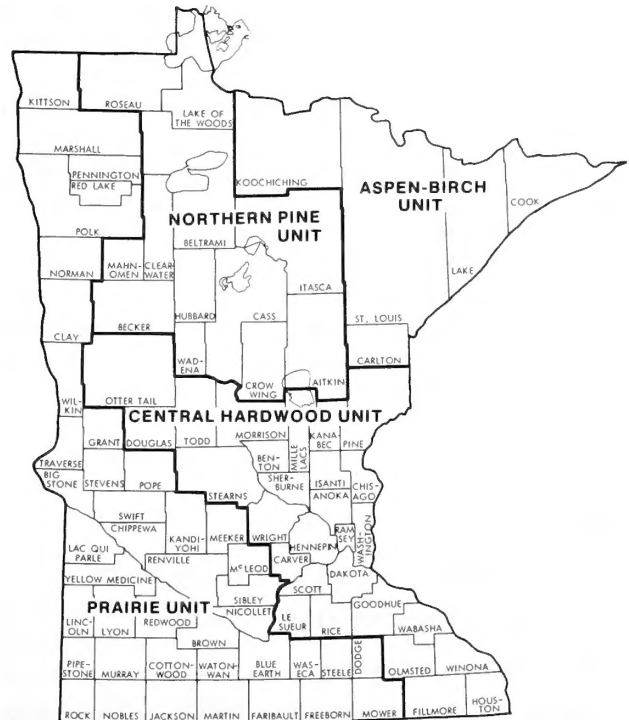 KITTSON
ROSEAU
LAKE OF
THE WOODS
MARSHALL
PENNINGTON
RED LAKE
KOOCHICHING
ASPEN-BIRCH
UNIT
COOK
NORTHERN PINE
UNIT
POLK
BELTRAMI
LAKE
NORMAN
MAHN-
OMEN
CLEAR-
WATER
ITASCA
HUBBARD
CASS
ST. LOUIS
BECKER
CLAY
WAD-
ENA
CARLTON
CROW
WING
AITKIN
WIL-
KIN
OTTER TAIL
CENTRAL HARDWOOD UNIT
GRANT
DOUGLAS
TODD
MORRISON
MILLE
LACS
KANA-
BEC
PINE
BEN-
TON
TRAVERSE
BIG
STONE
STEVENS
POPE
SHER-
BURNE
ISANTI
ANOKA
CHIS-
AGO
STEARNS
SWIFT
CHIPPEWA
KANDI-
YOHI
MEEKER
WRIGHT
HENNEPIN
RAM
SEY
WASH-
INGTON
LAC QUI
PARLE
RENVILLE
McLEOD
CARVER
DAKOTA
YELLOW MEDICINE
SCOTT
SIBLEY
PRAIRIE UNIT
NICOLLET
GOODHUE
LINC-
OLN
LYON
REDWOOD
LE
SUEUR
RICE
WABASHA
BROWN
PIPE-
STONE
MURRAY
COTTON-
WOOD
WATON-
WAN
BLUE
EARTH
WAS-
ECA
STEELE
DODGE
OLMSTED
WINONA
ROCK
NOBLES
JACKSON
MARTIN
FARIBAULT
FREEBORN
MOWER
FILLMORE
HOUS-
TON